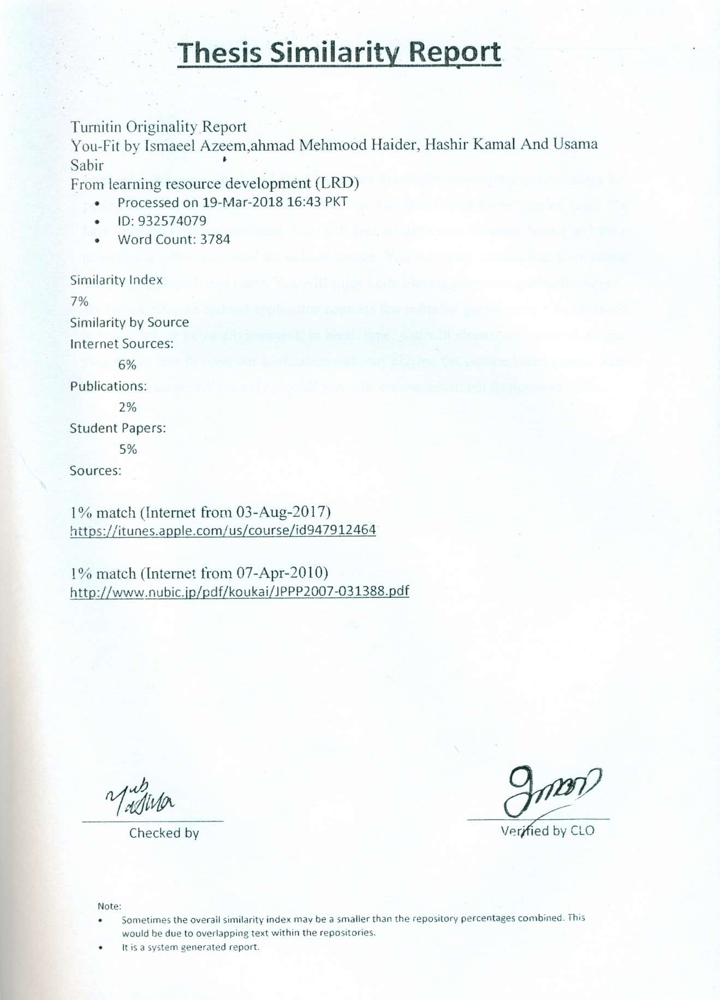 Thesis Similarity Report
Turnitin Originality Report
You-Fit by Ismaeel Azeem,ahmad Mehmood Haider, Hashir Kamal And Usama
Sabir
From learning resource development (LRD)
• Processed on 19-Mar-2018 16:43 PKT
• ID: 932574079
• Word Count: 3784
Similarity Index
7%
Similarity by Source
Internet Sources:
6%
Publications:
2%
Student Papers:
5%
Sources:
1% match (Internet from 03-Aug-2017)
https://itunes.apple.com/us/course/id947912464
1% match (Internet from 07-Apr-2010)
http://www.nubic.jp/pdf/koukai/JPPP2007-031388.pdf
Checked by
Verified by CLO
Note:
• Sometimes the overall similarity index may be a smaller than the repository percentages combined. This
would be due to overlapping text within the repositories.
• It is a system generated report.